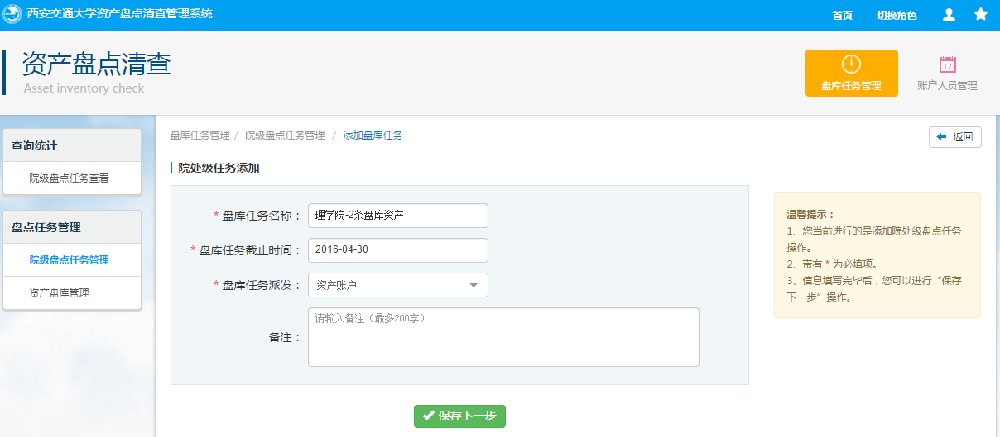 西安交通大学资产盘点清查管理系统
首页 切换角色
资产盘点清查
Asset inventory check
盘库任务管理
17
账户人员管理
查询统计
院级盘点任务查看
盘点任务管理
院级盘点任务管理
资产盘库管理
盘库任务管理 / 院级盘点任务管理 / 添加盘库任务
返回
院处级任务添加
* 盘库任务名称： 理学院-2条盘库资产
* 盘库任务截止时间： 2016-04-30
* 盘库任务派发： 资产账户
备注： 请输入备注（最多200字）
保存下一步
温馨提示：
1、您当前进行的是添加院处级盘点任务
操作。
2、带有 * 为必填项。
3、信息填写完毕后，您可以进行“保存
下一步”操作。